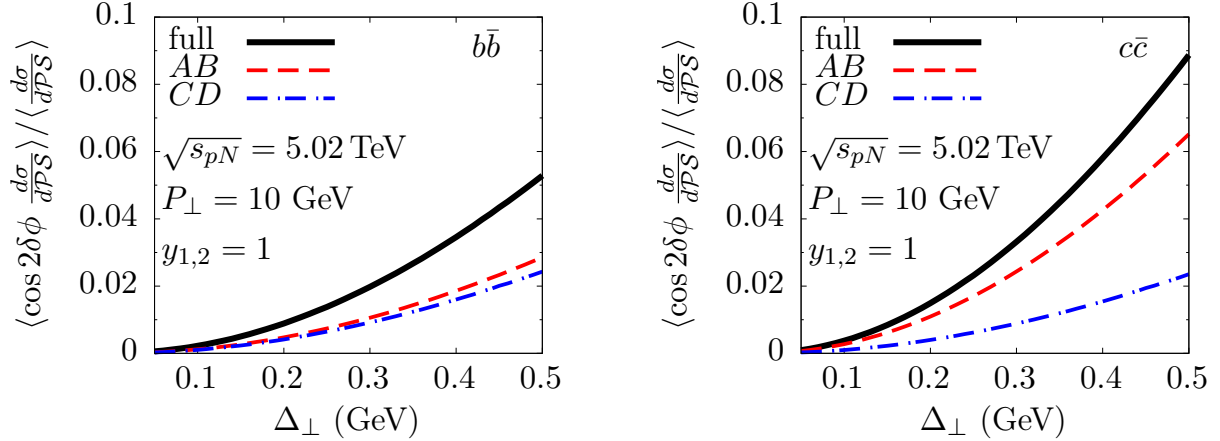 ⟨cos 2δϕ dσ/dPS⟩/⟨dσ/dPS⟩
0.1
0.08
0.06
0.04
0.02
0
full
AB
CD
bb̄
√s_pN = 5.02 TeV
P⊥ = 10 GeV
y1,2 = 1
0.1 0.2 0.3 0.4 0.5
Δ⊥ (GeV)
⟨cos 2δϕ dσ/dPS⟩/⟨dσ/dPS⟩
0.1
0.08
0.06
0.04
0.02
0
full
AB
CD
cc̄
√s_pN = 5.02 TeV
P⊥ = 10 GeV
y1,2 = 1
0.1 0.2 0.3 0.4 0.5
Δ⊥ (GeV)